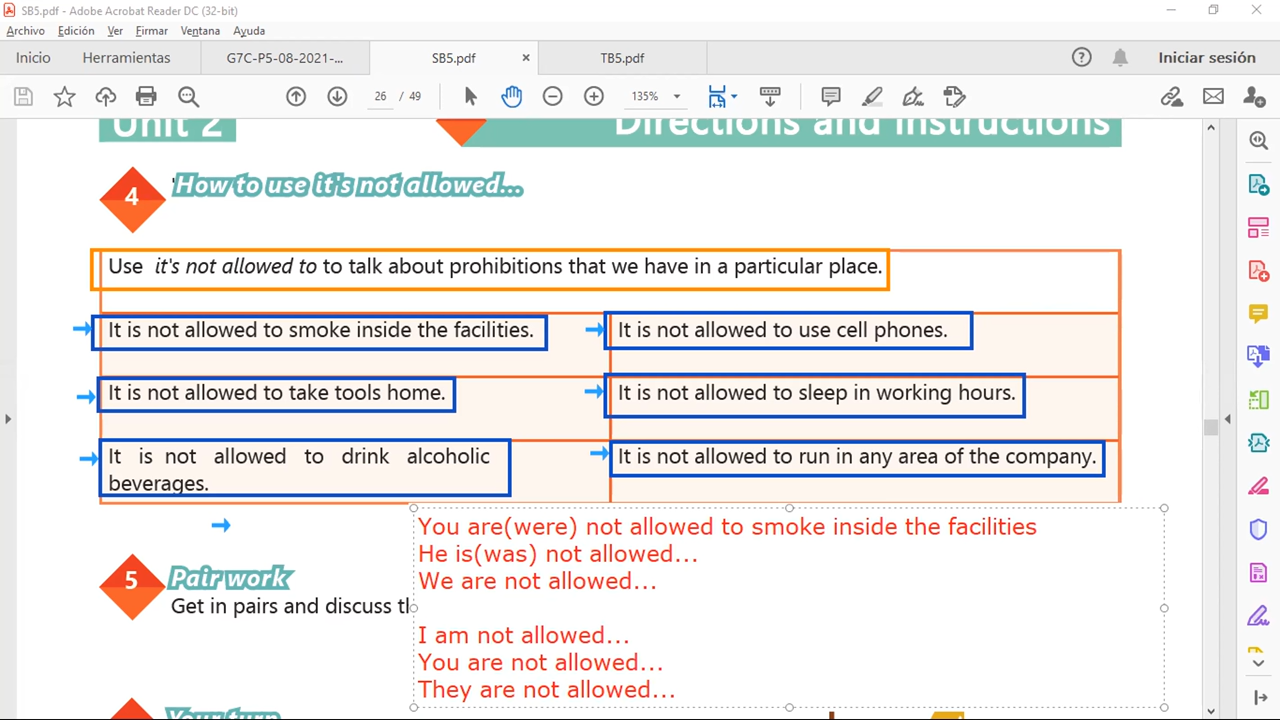 SB5.pdf - Adobe Acrobat Reader DC (32-bit)
Archivo Edición Ver Firmar Ventana Ayuda
Inicio Herramientas G7C-P5-08-2021-... SB5.pdf × TB5.pdf Iniciar sesión
26 / 49 135%
Unit 2 Directions and Instructions
4 How to use it's not allowed...
Use it's not allowed to to talk about prohibitions that we have in a particular place.
It is not allowed to smoke inside the facilities. It is not allowed to use cell phones.
It is not allowed to take tools home. It is not allowed to sleep in working hours.
It is not allowed to drink alcoholic It is not allowed to run in any area of the company.
beverages.
You are(were) not allowed to smoke inside the facilities
He is(was) not allowed...
We are not allowed...
5 Pair work
Get in pairs and discuss
I am not allowed...
You are not allowed...
They are not allowed...
Your turn